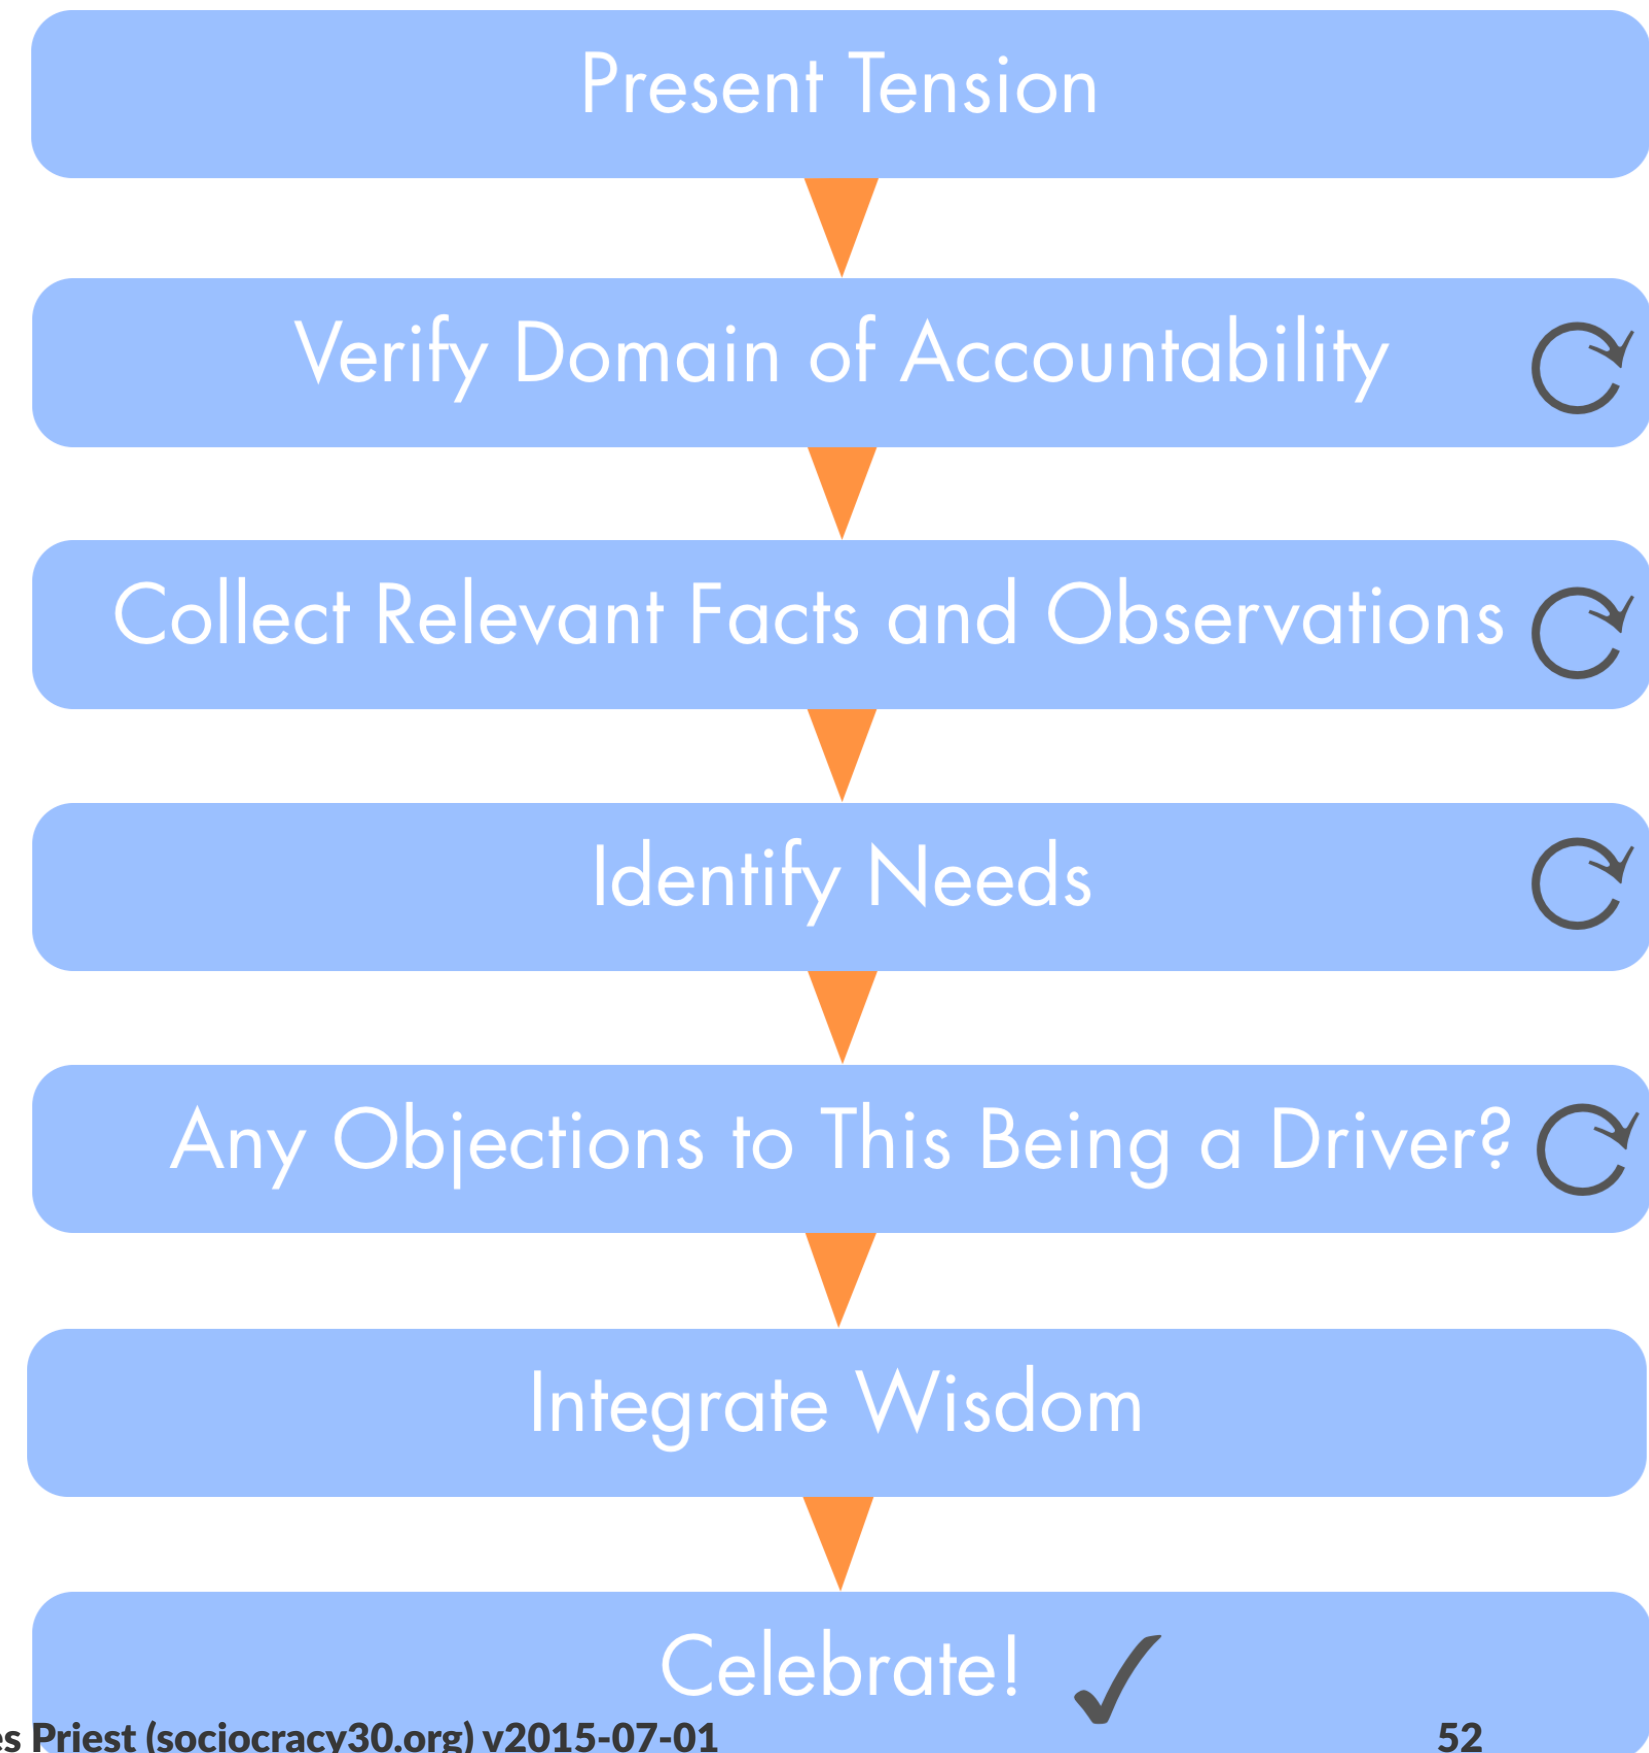 Present Tension
Verify Domain of Accountability
Collect Relevant Facts and Observations
Identify Needs
Any Objections to This Being a Driver?
Integrate Wisdom
Celebrate!
Priest (sociocracy30.org) v2015-07-01
52